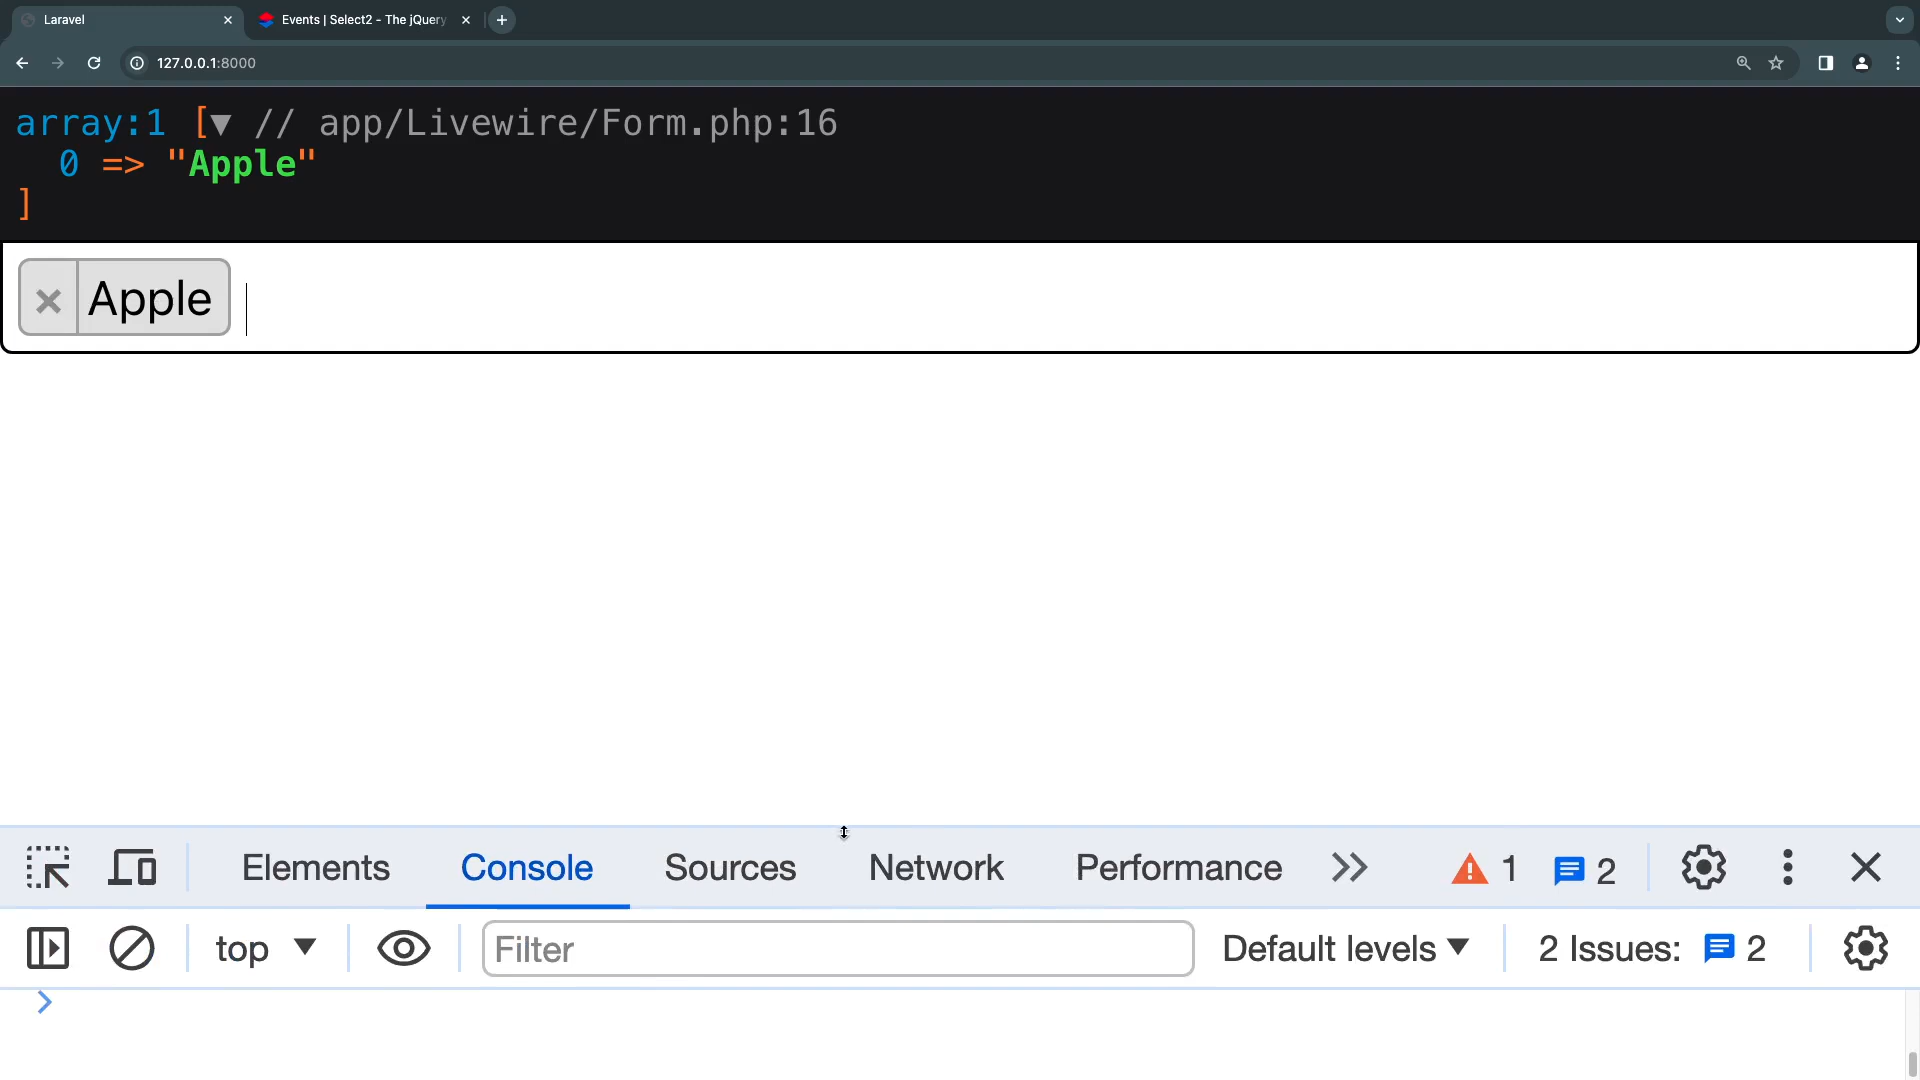 Laravel
Events | Select2 - The jQuery
127.0.0.1:8000
array:1 [▼ // app/Livewire/Form.php:16
0 => "Apple"
]
× Apple
Elements Console Sources Network Performance 1 2
top Filter Default levels 2 Issues: 2